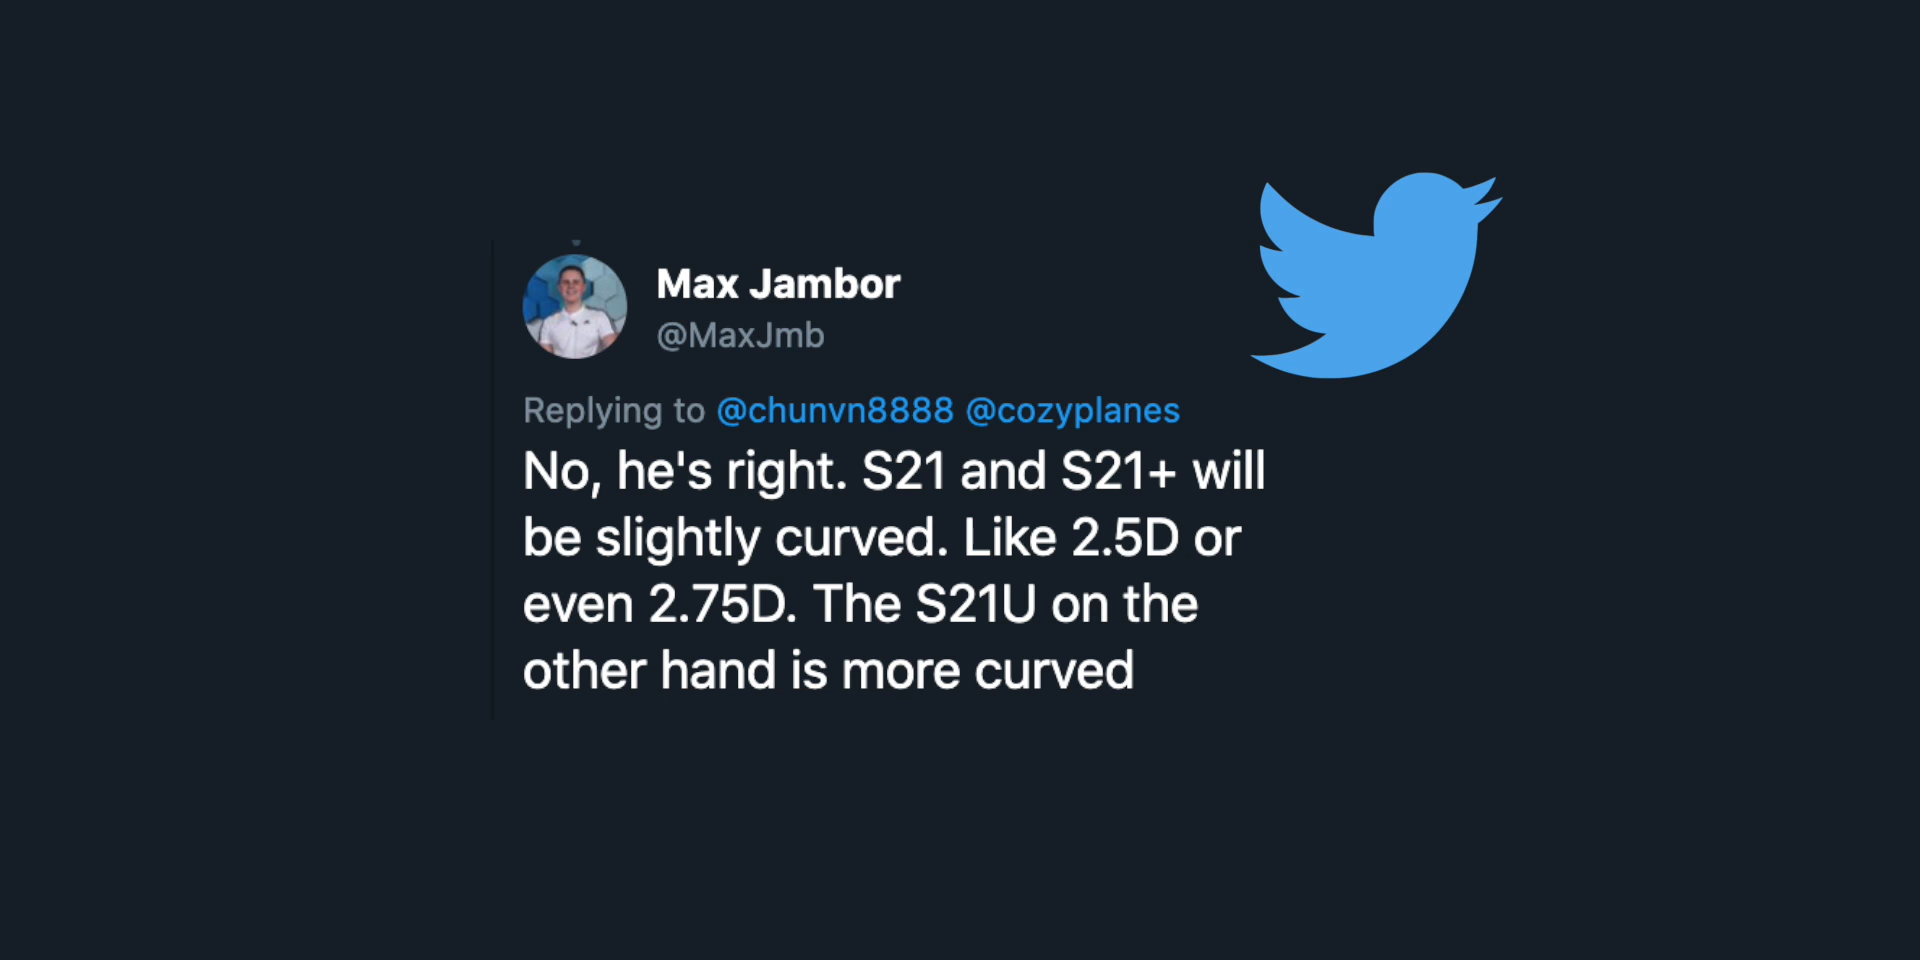 Max Jambor
@MaxJmb
Replying to @chunvn8888 @cozyplanes
No, he's right. S21 and S21+ will
be slightly curved. Like 2.5D or
even 2.75D. The S21U on the
other hand is more curved